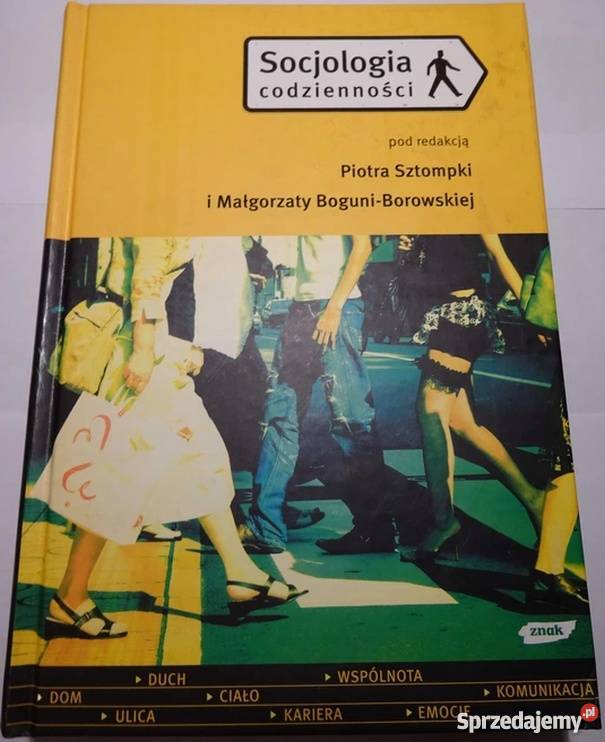 Socjologia
codzienności
pod redakcją
Piotra Sztompki
i Małgorzaty Boguni-Borowskiej
znak
DUCH
WSPÓLNOTA
DOM
CIAŁO
KOMUNIKACJA
ULICA
KARIERA
EMOCJE
Sprzedajemy.pl